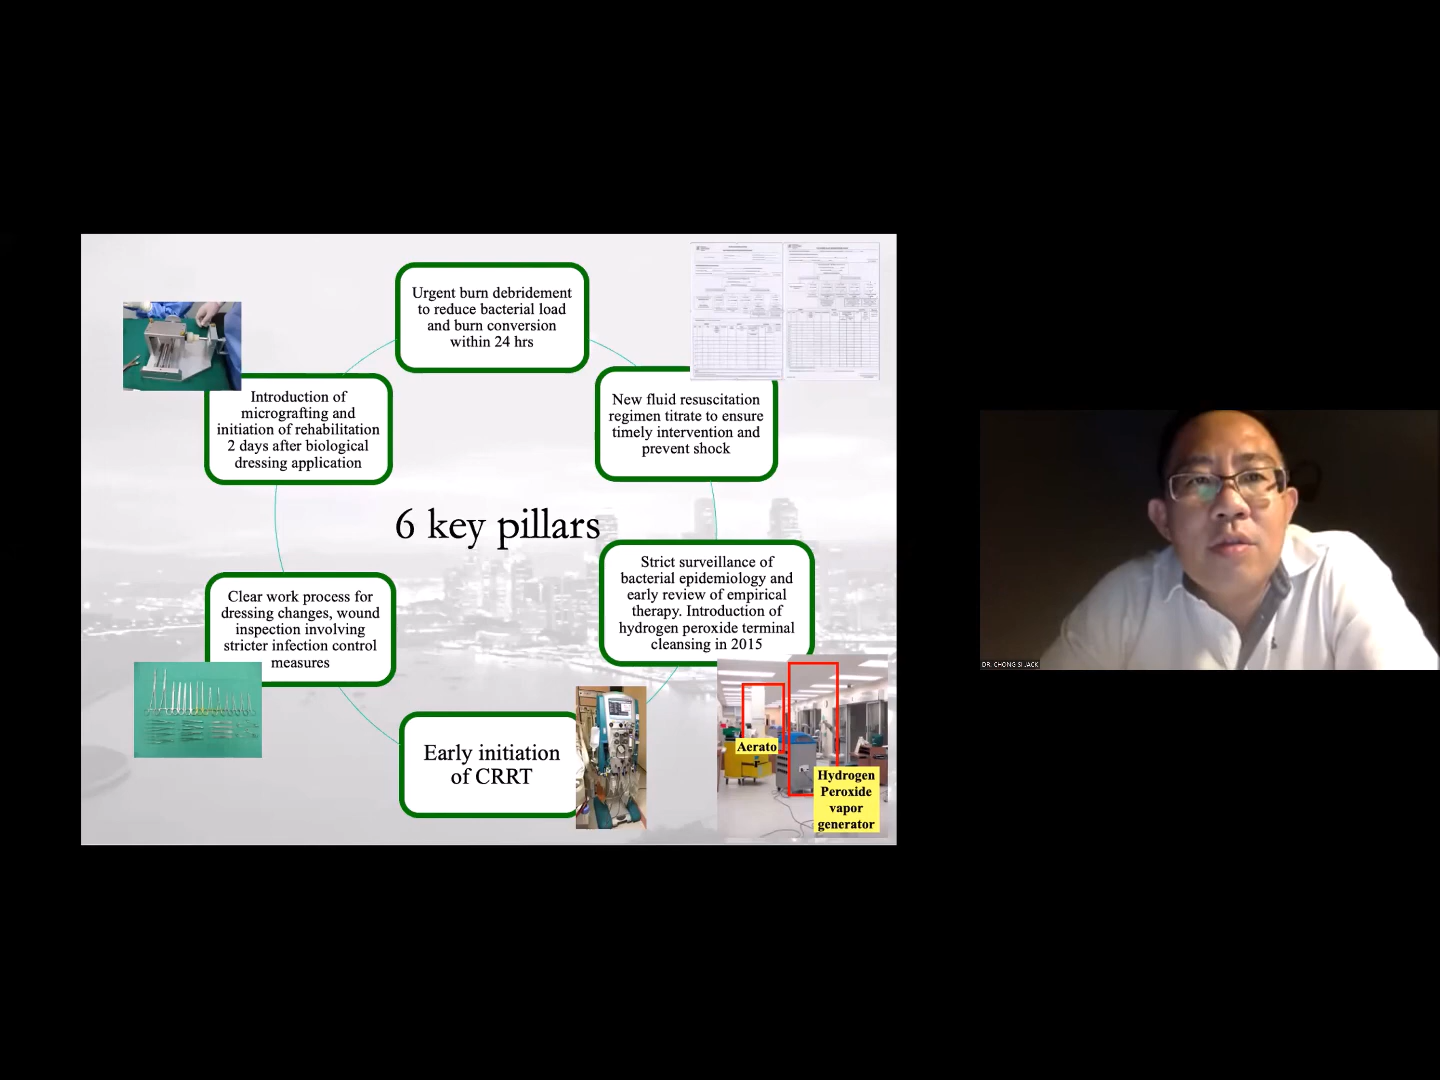 Urgent burn debridement
to reduce bacterial load
and burn conversion
within 24 hrs
New fluid resuscitation
regimen titrate to ensure
timely intervention and
prevent shock
Strict surveillance of
bacterial epidemiology and
early review of empirical
therapy. Introduction of
hydrogen peroxide terminal
cleansing in 2015
Aerato
Hydrogen
Peroxide
vapor
generator
Early initiation
of CRRT
Clear work process for
dressing changes, wound
inspection involving
stricter infection control
measures
Introduction of
micrografting and
initiation of rehabilitation
2 days after biological
dressing application
6 key pillars
DR. CHONG SI JACK